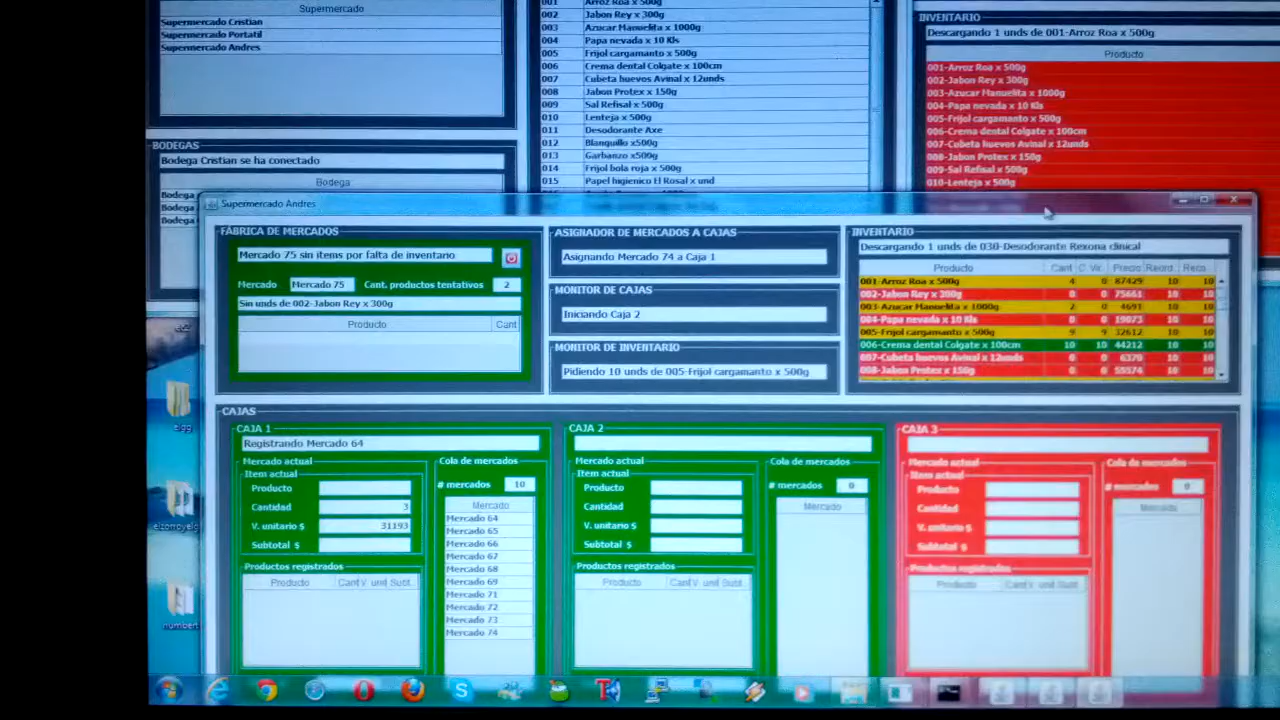 Supermercado
Supermercado Cristian
Supermercado Portatil
Supermercado Andres
BODEGAS
Bodega Cristian se ha conectado
Bodega
Bodega
Bodega
Bodega
001 Arroz Roa x 500g
002 Jabon Rey x 300g
003 Azucar Manuelita x 1000g
004 Papa nevada x 10 Kls
005 Frijol cargamanto x 500g
006 Crema dental Colgate x 100cm
007 Cubeta huevos Avinal x 12unds
008 Jabon Protex x 150g
009 Sal Refisal x 500g
010 Lenteja x 500g
011 Desodorante Axe
012 Blanquillo x500g
013 Garbanzo x500g
014 Frijol bola roja x 500g
015 Papel higienico El Rosal x und
INVENTARIO
Descargando 1 unds de 001-Arroz Roa x 500g
Producto
001-Arroz Roa x 500g
002-Jabon Rey x 300g
003-Azucar Manuelita x 1000g
004-Papa nevada x 10 Kls
005-Frijol cargamanto x 500g
006-Crema dental Colgate x 100cm
007-Cubeta huevos Avinal x 12unds
008-Jabon Protex x 150g
009-Sal Refisal x 500g
010-Lenteja x 500g
Supermercado Andres
FÁBRICA DE MERCADOS
Mercado 75 sin items por falta de inventario
Mercado Mercado 75 Cant. productos tentativos 2
Sin unds de 002-Jabon Rey x 300g
Producto Cant
ASIGNADOR DE MERCADOS A CAJAS
Asignando Mercado 74 a Caja 1
MONITOR DE CAJAS
Iniciando Caja 2
MONITOR DE INVENTARIO
Pidiendo 10 unds de 005-Frijol cargamanto x 500g
INVENTARIO
Descargando 1 unds de 030-Desodorante Rexona clinical
Producto Cant C. Vir. Precio Reord. Reca
001-Arroz Roa x 500g 4 0 87429 10 10
002-Jabon Rey x 300g 0 0 75661 10 10
003-Azucar Manuelita x 1000g 2 0 4691 10 10
004-Papa nevada x 10 Kls 0 0 19073 10 10
005-Frijol cargamanto x 500g 9 9 32612 10 10
006-Crema dental Colgate x 100cm 10 10 44212 10 10
007-Cubeta huevos Avinal x 12unds 0 0 6370 10 10
008-Jabon Protex x 150g 0 0 55574 10 10
CAJAS
CAJA 1
Registrando Mercado 64
Mercado actual
Item actual
Producto
Cantidad 3
V. unitario $ 31193
Subtotal $
Productos registrados
Producto Cant V. unit Subt.
Cola de mercados
# mercados 10
Mercado
Mercado 64
Mercado 65
Mercado 66
Mercado 67
Mercado 68
Mercado 69
Mercado 71
Mercado 72
Mercado 73
Mercado 74
CAJA 2
Mercado actual
Item actual
Producto
Cantidad
V. unitario $
Subtotal $
Productos registrados
Producto Cant V. unit Subt.
Cola de mercados
# mercados 0
Mercado
CAJA 3
Mercado actual
Item actual
Producto
Cantidad
V. unitario $
Subtotal $
Productos registrados
Producto Cant V. unit Subt.
Cola de mercados
# mercados 0
Mercado